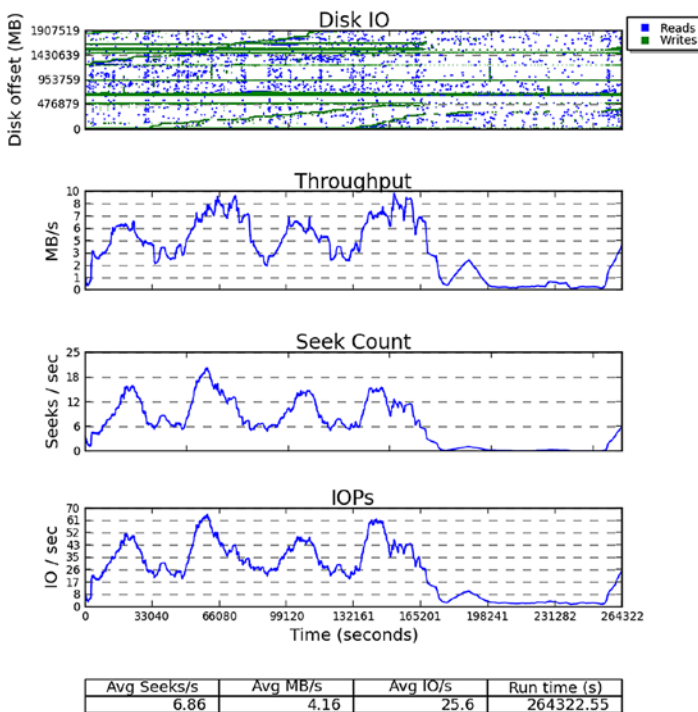 Disk IO
Reads
Writes
Disk offset (MB)
1907519
1430639
953759
476879
0
Throughput
MB/s
10
8
7
6
5
3
2
1
0
Seek Count
Seeks / sec
25
18
12
6
0
IOPs
IO / sec
70
61
52
43
35
26
17
8
0
0 33040 66080 99120 132161 165201 198241 231282 264322
Time (seconds)
Avg Seeks/s Avg MB/s Avg IO/s Run time (s)
6.86 4.16 25.6 264322.55